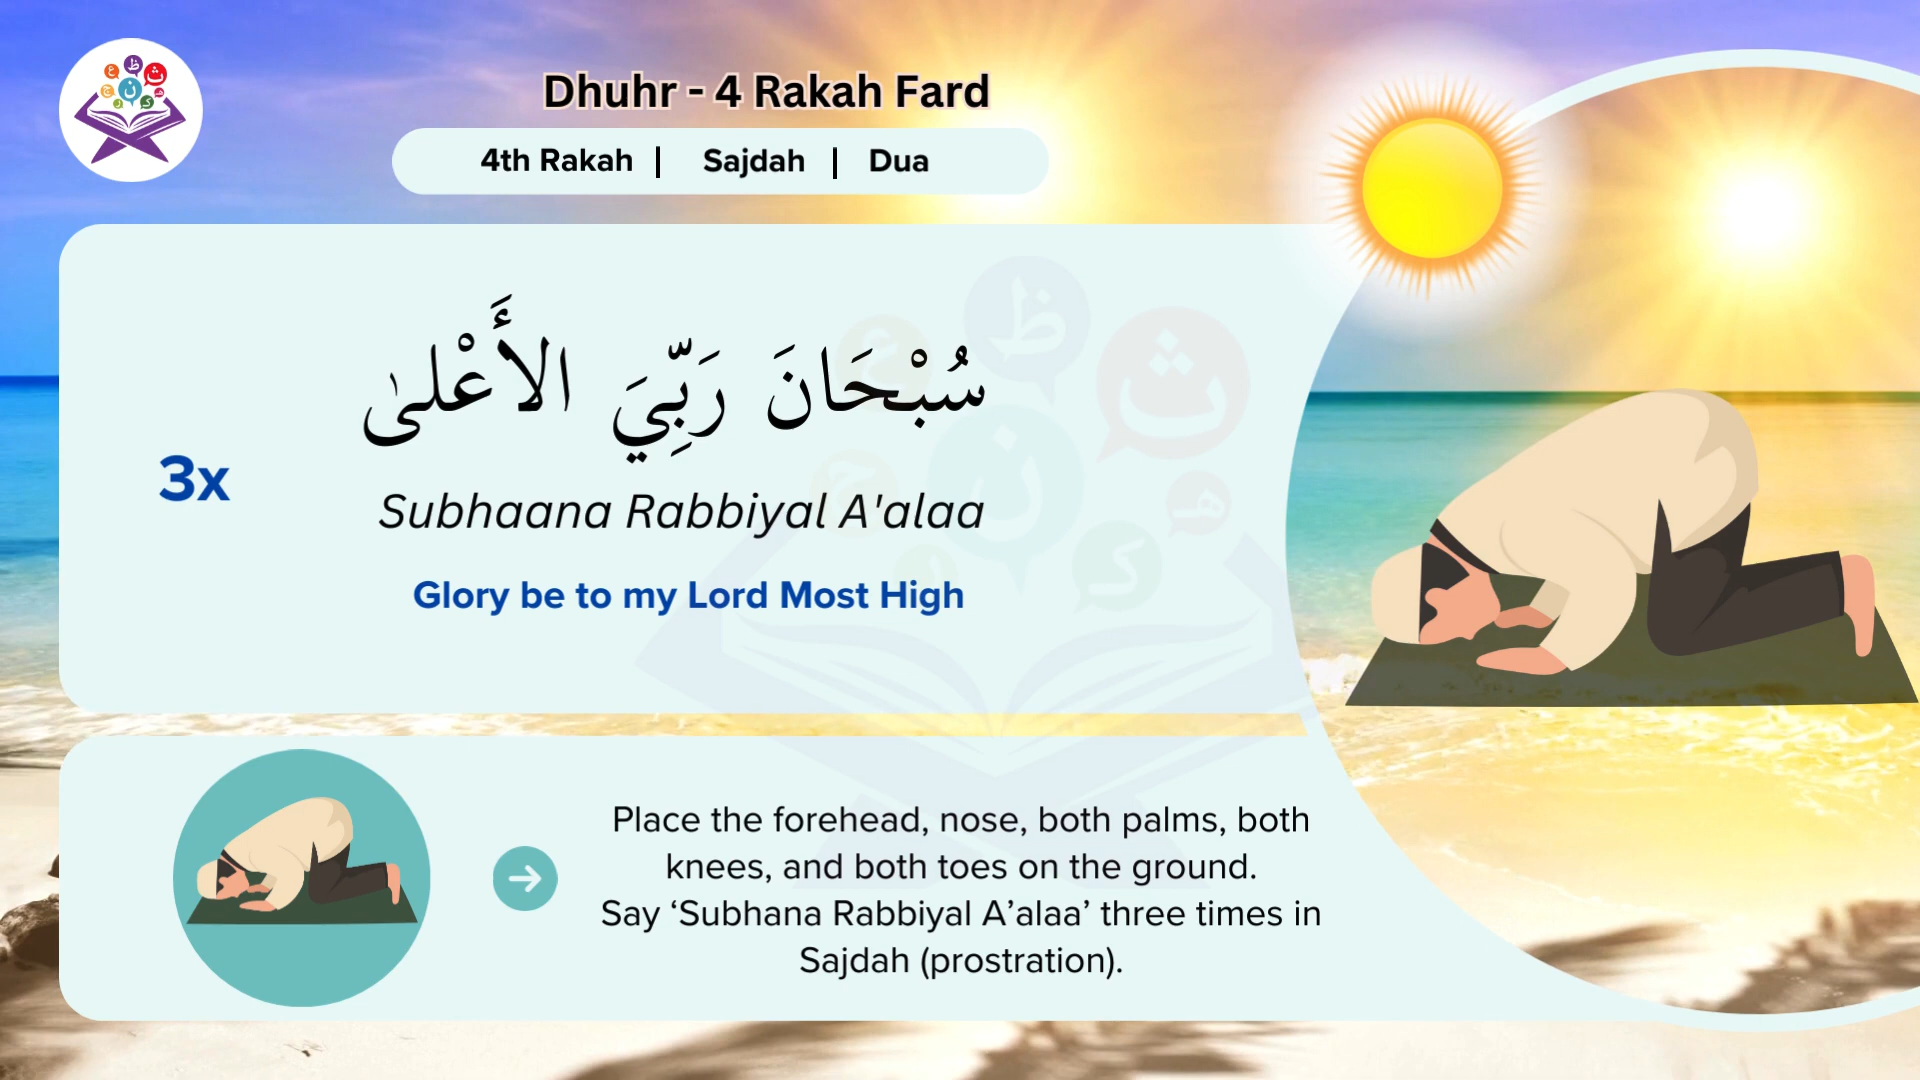 Dhuhr - 4 Rakah Fard
4th Rakah | Sajdah | Dua
سُبْحَانَ رَبِّيَ الأَعْلىٰ
3x
Subhaana Rabbiyal A'alaa
Glory be to my Lord Most High
Place the forehead, nose, both palms, both
knees, and both toes on the ground.
Say ‘Subhana Rabbiyal A’alaa’ three times in
Sajdah (prostration).